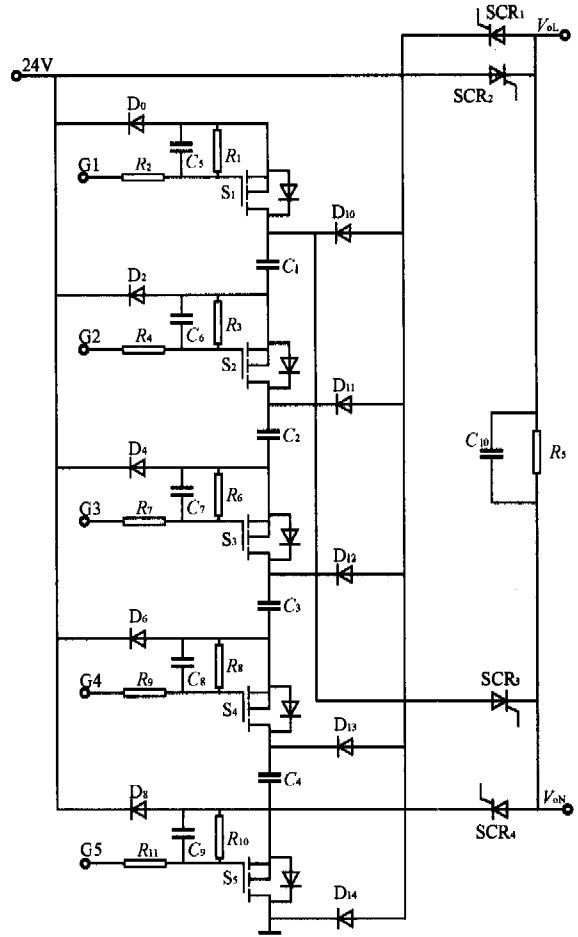 SCR₁
VoL
24V
SCR₂
D₀
C₅
R₁
G1
R₂
S₁
D₁₀
C₁
D₂
C₆
R₃
G2
R₄
S₂
D₁₁
C₂
C₁₀
R₅
D₄
C₇
R₆
G3
R₇
S₃
D₁₂
C₃
D₆
C₈
R₈
G4
R₉
S₄
SCR₃
D₁₃
C₄
D₈
VoN
SCR₄
C₉
R₁₀
G5
R₁₁
S₅
D₁₄